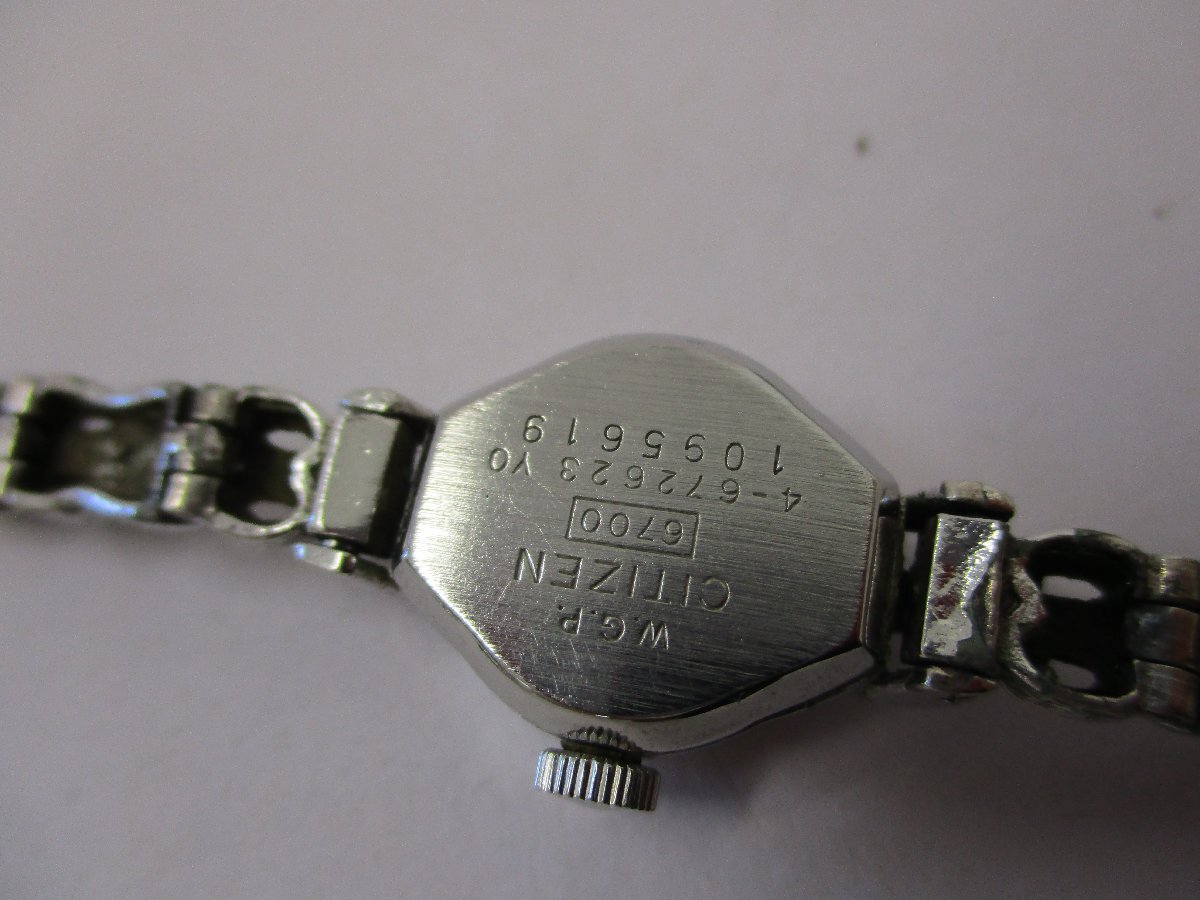 W.G.P.
CITIZEN
6700
4-672623 YO
1095619